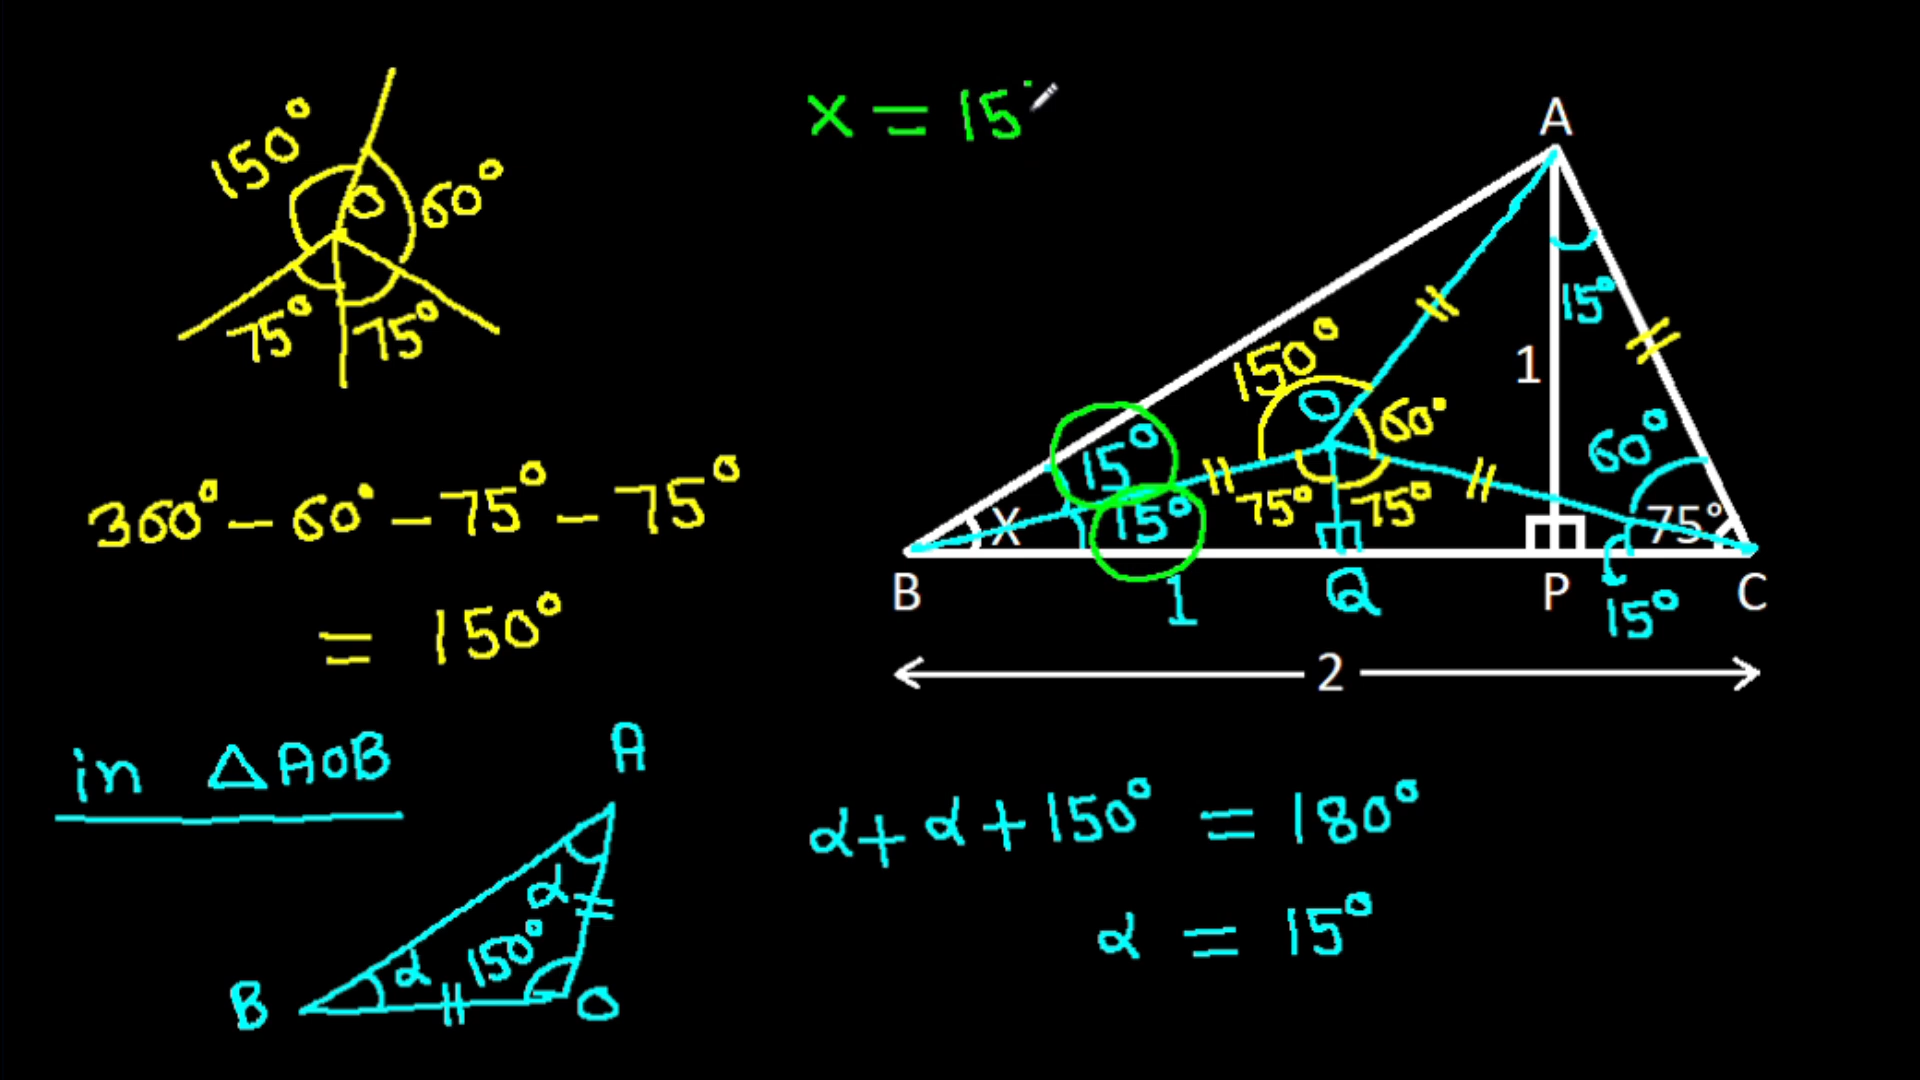 X = 15°
150°
60°
O
75° 75°
360° – 60° – 75° – 75°
= 150°
in △AOB
A
α
α 150°
B O
A
15°
1
150°
O 60°
60°
15°
15° 75° 75°
X 75°
B 1 Q P C
15°
2
α + α + 150° = 180°
α = 15°